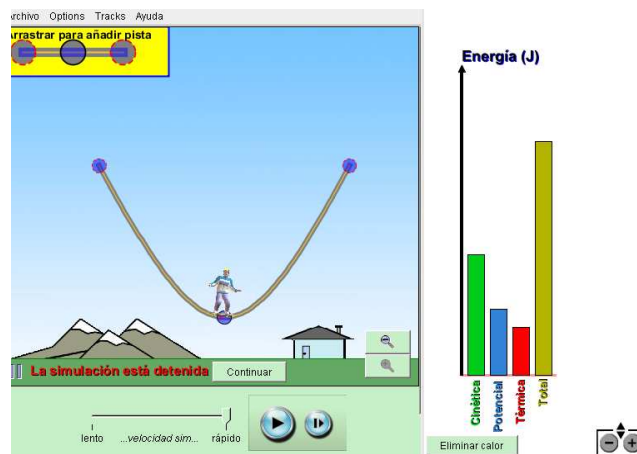 rchivo Options Tracks Ayuda
Arrastrar para añadir pista
La simulación está detenida Continuar
lento ...velocidad sim... rápido
Energía (J)
Cinética
Potencial
Térmica
Total
Eliminar calor